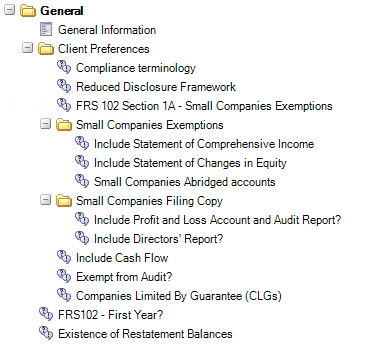 General
General Information
Client Preferences
Compliance terminology
Reduced Disclosure Framework
FRS 102 Section 1A - Small Companies Exemptions
Small Companies Exemptions
Include Statement of Comprehensive Income
Include Statement of Changes in Equity
Small Companies Abridged accounts
Small Companies Filing Copy
Include Profit and Loss Account and Audit Report?
Include Directors' Report?
Include Cash Flow
Exempt from Audit?
Companies Limited By Guarantee (CLGs)
FRS102 - First Year?
Existence of Restatement Balances